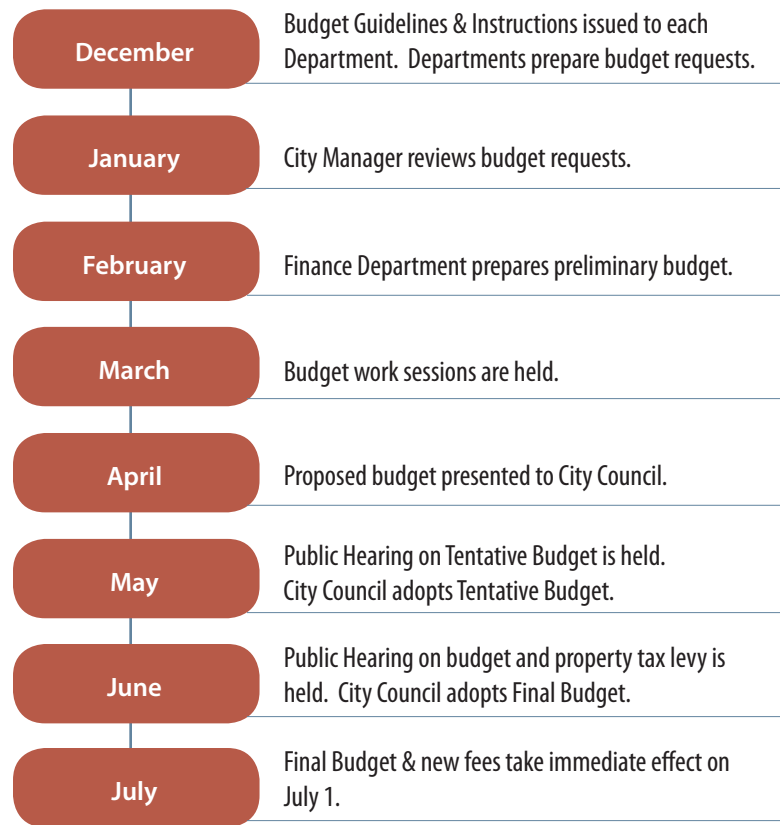 December
Budget Guidelines & Instructions issued to each
Department. Departments prepare budget requests.
January
City Manager reviews budget requests.
February
Finance Department prepares preliminary budget.
March
Budget work sessions are held.
April
Proposed budget presented to City Council.
May
Public Hearing on Tentative Budget is held.
City Council adopts Tentative Budget.
June
Public Hearing on budget and property tax levy is
held. City Council adopts Final Budget.
July
Final Budget & new fees take immediate effect on
July 1.